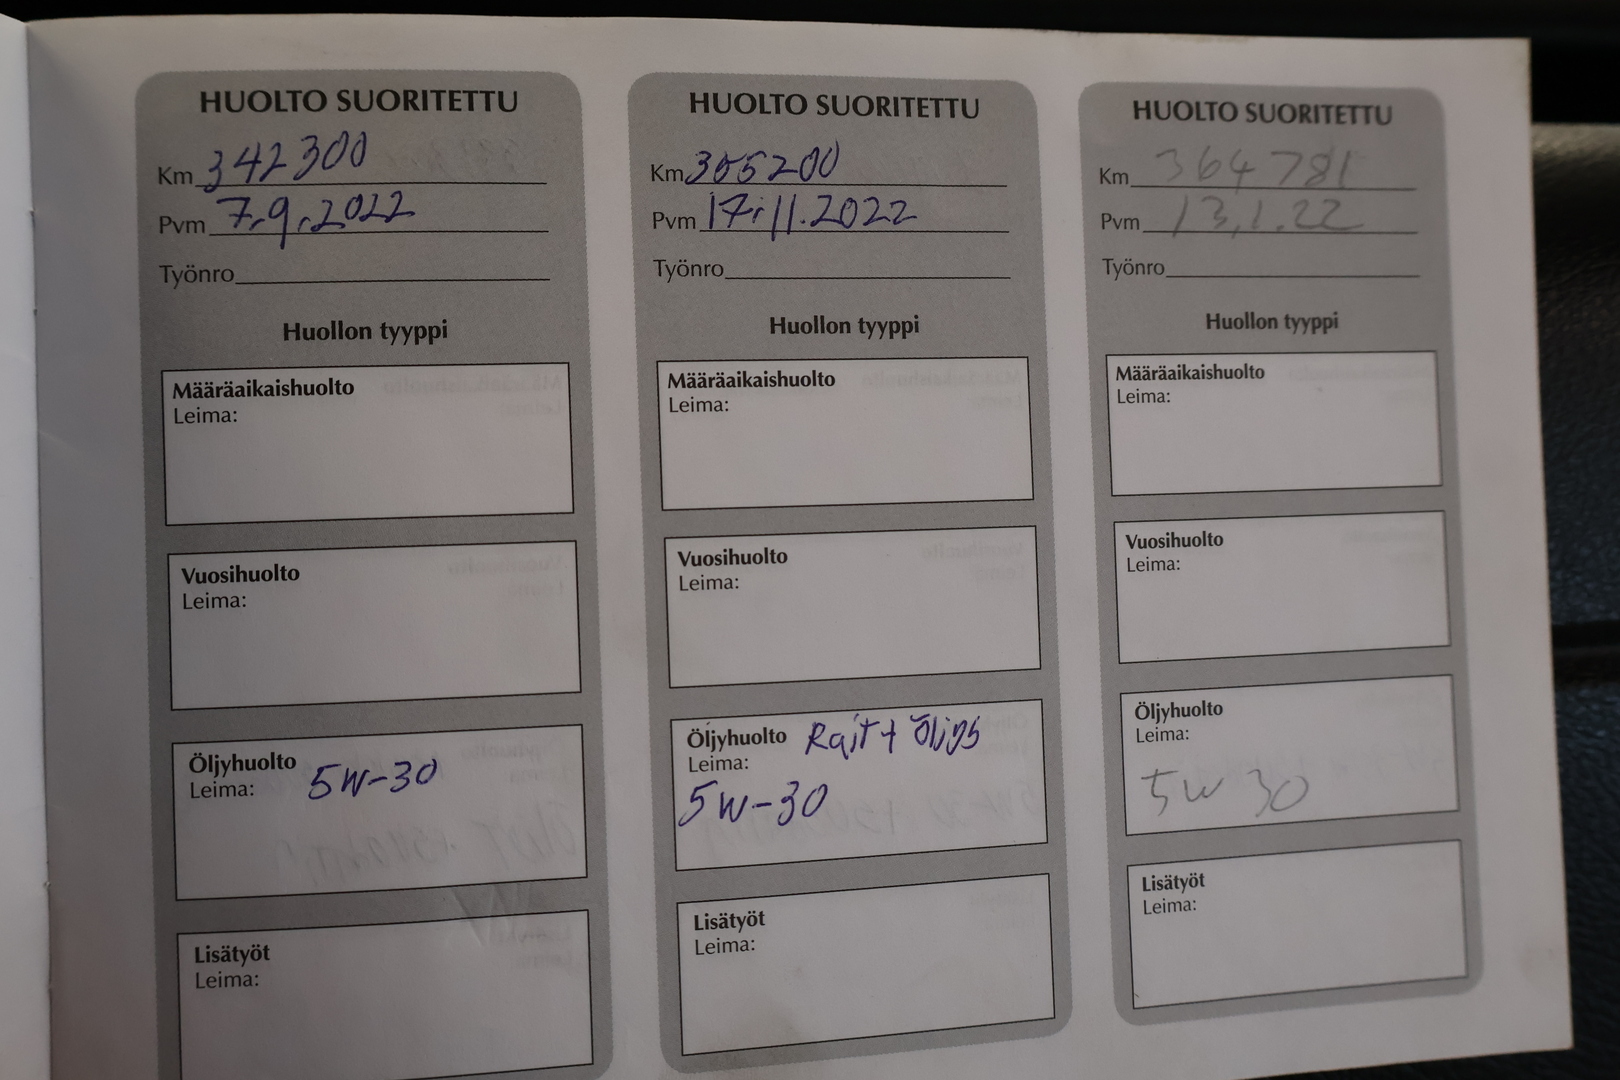 HUOLTO SUORITETTU
Km 342300
Pvm 7.9.2022
Työnro
Huollon tyyppi
Määräaikaishuolto
Leima:
Vuosihuolto
Leima:
Öljyhuolto
Leima: 5W-30
Lisätyöt
Leima:
HUOLTO SUORITETTU
Km 355200
Pvm 17.11.2022
Työnro
Huollon tyyppi
Määräaikaishuolto
Leima:
Vuosihuolto
Leima:
Öljyhuolto Rait +
Leima:
5W-30
Lisätyöt
Leima:
HUOLTO SUORITETTU
Km 364781
Pvm 13,1.22
Työnro
Huollon tyyppi
Määräaikaishuolto
Leima:
Vuosihuolto
Leima:
Öljyhuolto
Leima:
5W 30
Lisätyöt
Leima: